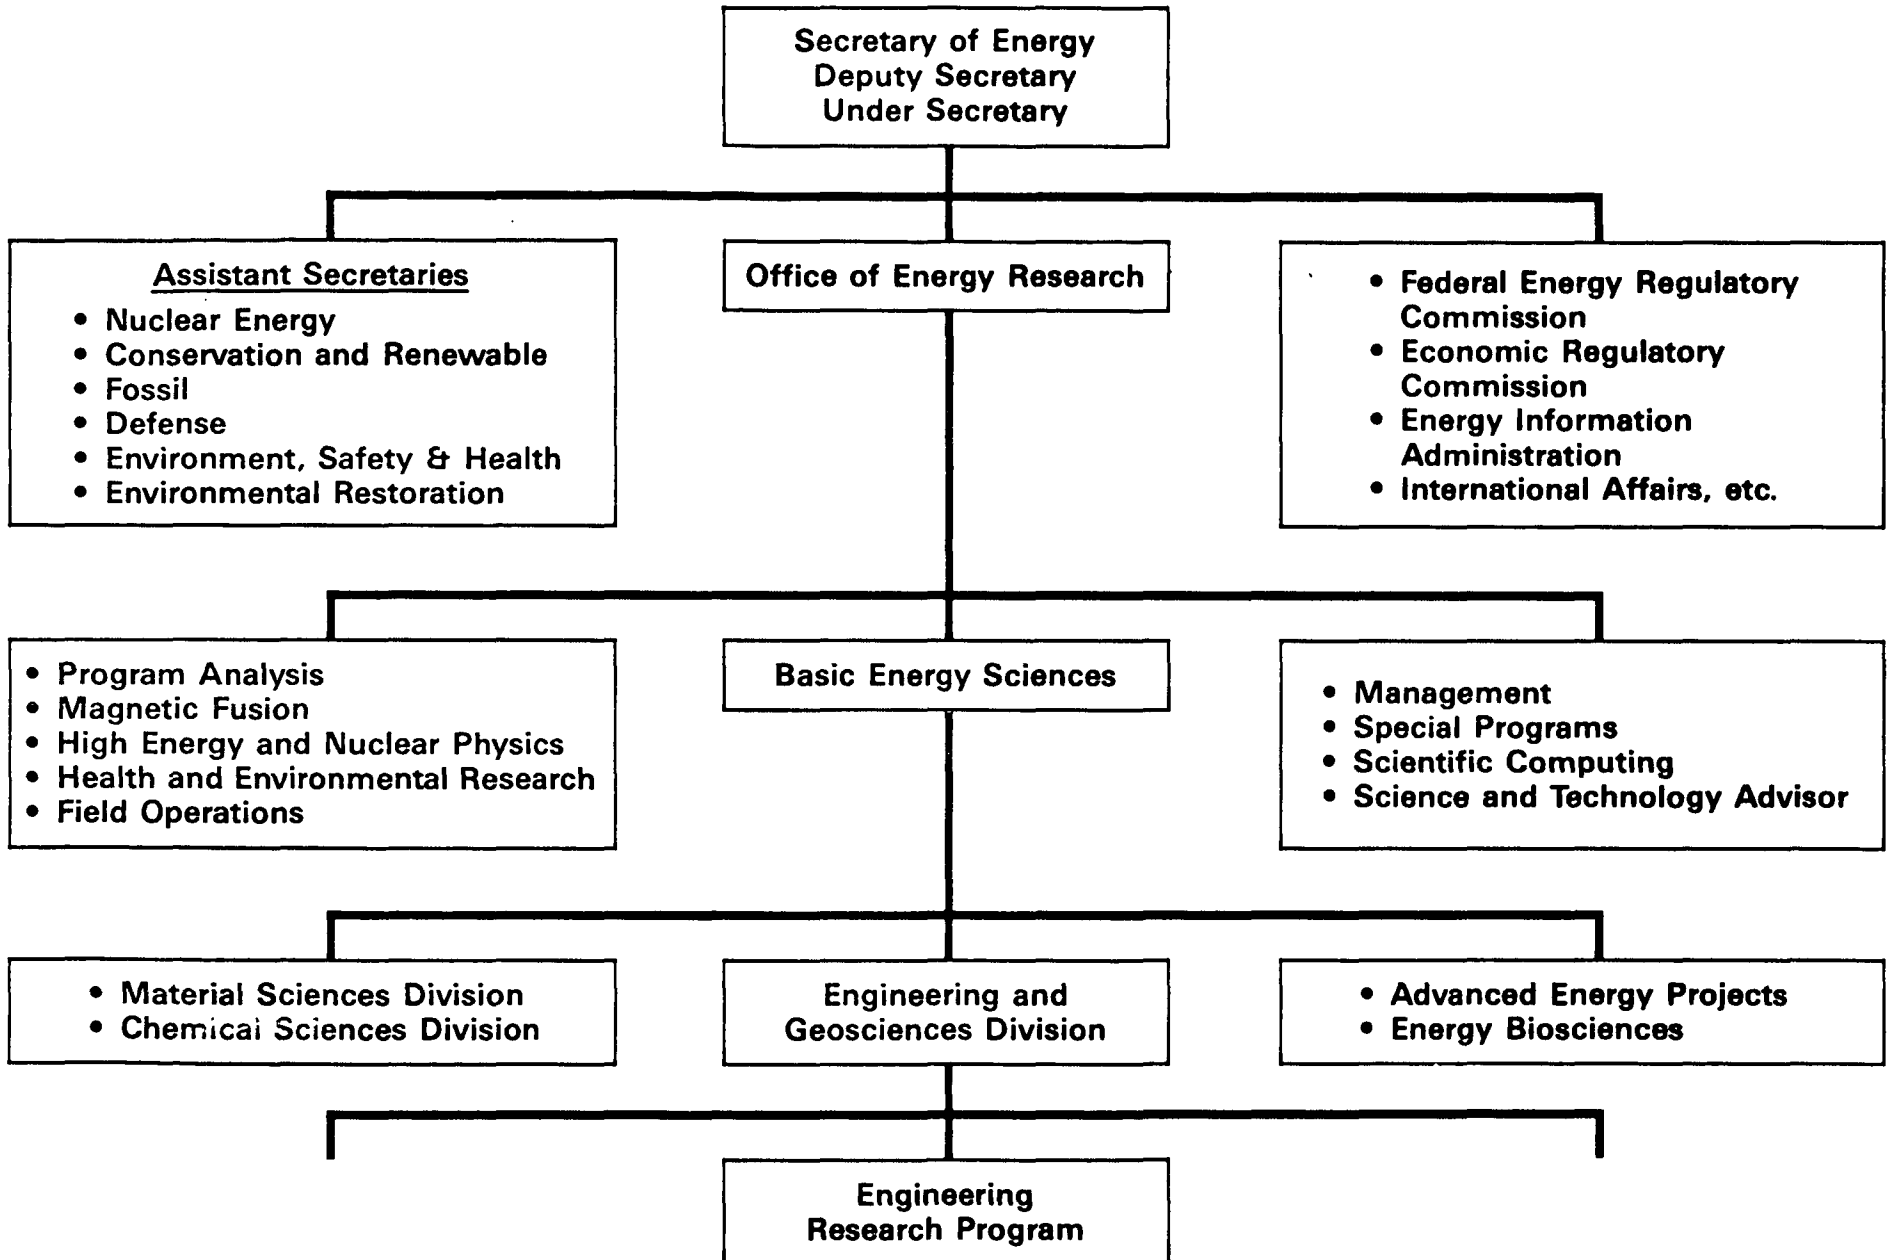 Secretary of Energy
Deputy Secretary
Under Secretary
Assistant Secretaries
• Nuclear Energy
• Conservation and Renewable
• Fossil
• Defense
• Environment, Safety & Health
• Environmental Restoration
Office of Energy Research
• Federal Energy Regulatory
Commission
• Economic Regulatory
Commission
• Energy Information
Administration
• International Affairs, etc.
• Program Analysis
• Magnetic Fusion
• High Energy and Nuclear Physics
• Health and Environmental Research
• Field Operations
Basic Energy Sciences
• Management
• Special Programs
• Scientific Computing
• Science and Technology Advisor
• Material Sciences Division
• Chemical Sciences Division
Engineering and
Geosciences Division
• Advanced Energy Projects
• Energy Biosciences
Engineering
Research Program